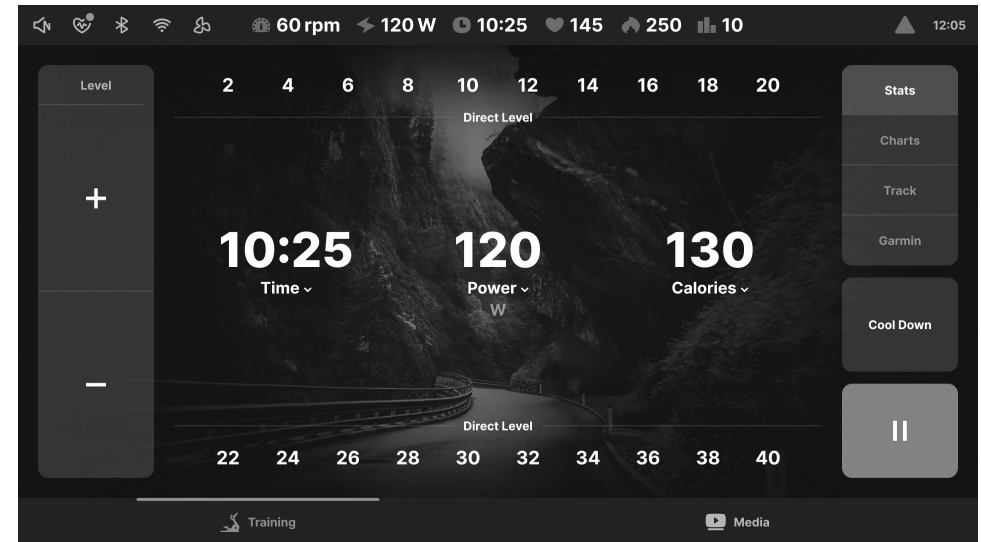 60 rpm 120 W 10:25 145 250 10 12:05
Level
2 4 6 8 10 12 14 16 18 20
Direct Level
Stats
Charts
Track
Garmin
+
10:25 120 130
Time Power Calories
W
Cool Down
−
Direct Level
22 24 26 28 30 32 34 36 38 40
Training Media